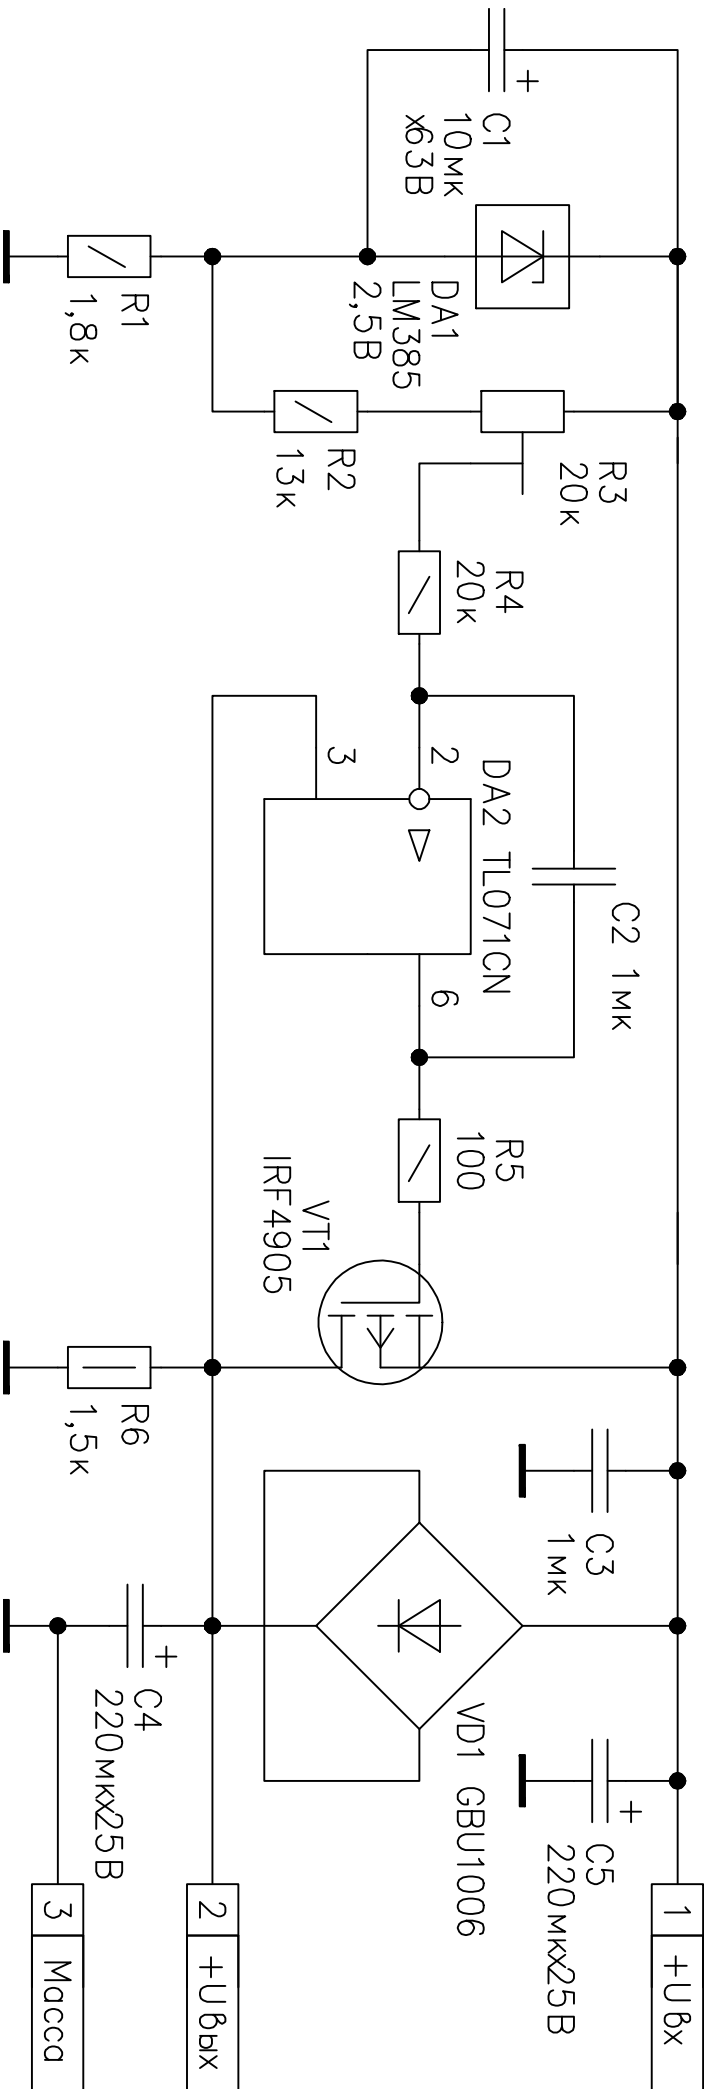 C1
10мк
х63В
DA1
LM385
2,5В
R1
1,8к
R2
13к
R3
20к
R4
20к
2
3
DA2 TL071CN
6
C2 1мк
R5
100
VT1
IRF4905
R6
1,5к
C3
1мк
VD1 GBU1006
C4
220мкх25В
C5
220мкх25В
1 +Uвх
2 +Uвых
3 Масса